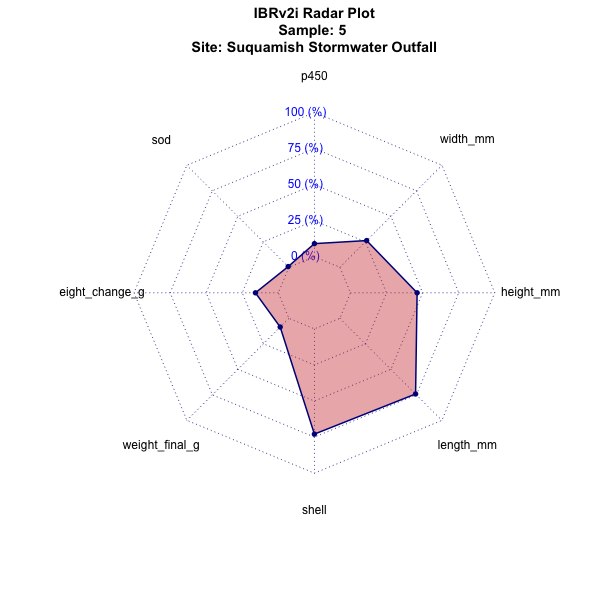 IBRv2i Radar Plot
Sample: 5
Site: Suquamish Stormwater Outfall
p450
100 (%)
sod
width_mm
75 (%)
50 (%)
25 (%)
0 (%)
eight_change_g
height_mm
weight_final_g
length_mm
shell